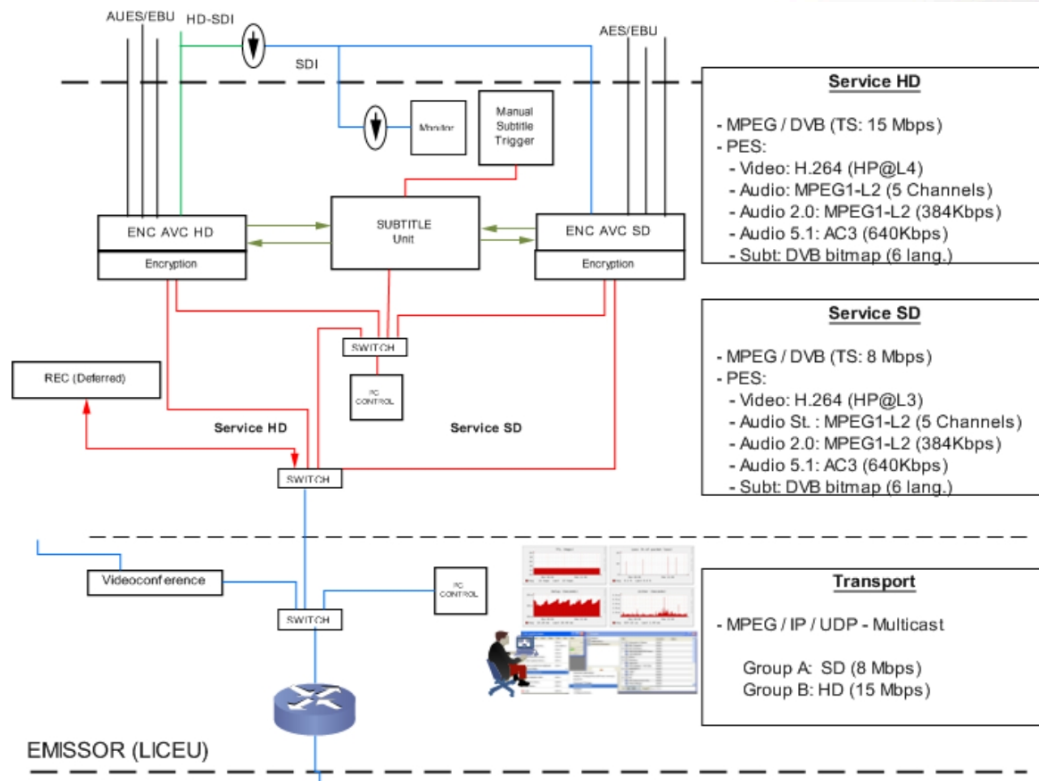 AUES/EBU
HD-SDI
AES/EBU
SDI
Monitor
Manual
Subtitle
Trigger
ENC AVC HD
Encryption
SUBTITLE
Unit
ENC AVC SD
Encryption
SWITCH
PC
CONTROL
REC (Deferred)
Service HD
Service SD
SWITCH
Videoconference
PC
CONTROL
SWITCH
EMISSOR (LICEU)
Service HD
- MPEG / DVB (TS: 15 Mbps)
- PES:
- Video: H.264 (HP@L4)
- Audio: MPEG1-L2 (5 Channels)
- Audio 2.0: MPEG1-L2 (384Kbps)
- Audio 5.1: AC3 (640Kbps)
- Subt: DVB bitmap (6 lang.)
Service SD
- MPEG / DVB (TS: 8 Mbps)
- PES:
- Video: H.264 (HP@L3)
- Audio St. : MPEG1-L2 (5 Channels)
- Audio 2.0: MPEG1-L2 (384Kbps)
- Audio 5.1: AC3 (640Kbps)
- Subt: DVB bitmap (6 lang.)
Transport
- MPEG / IP / UDP - Multicast
Group A: SD (8 Mbps)
Group B: HD (15 Mbps)